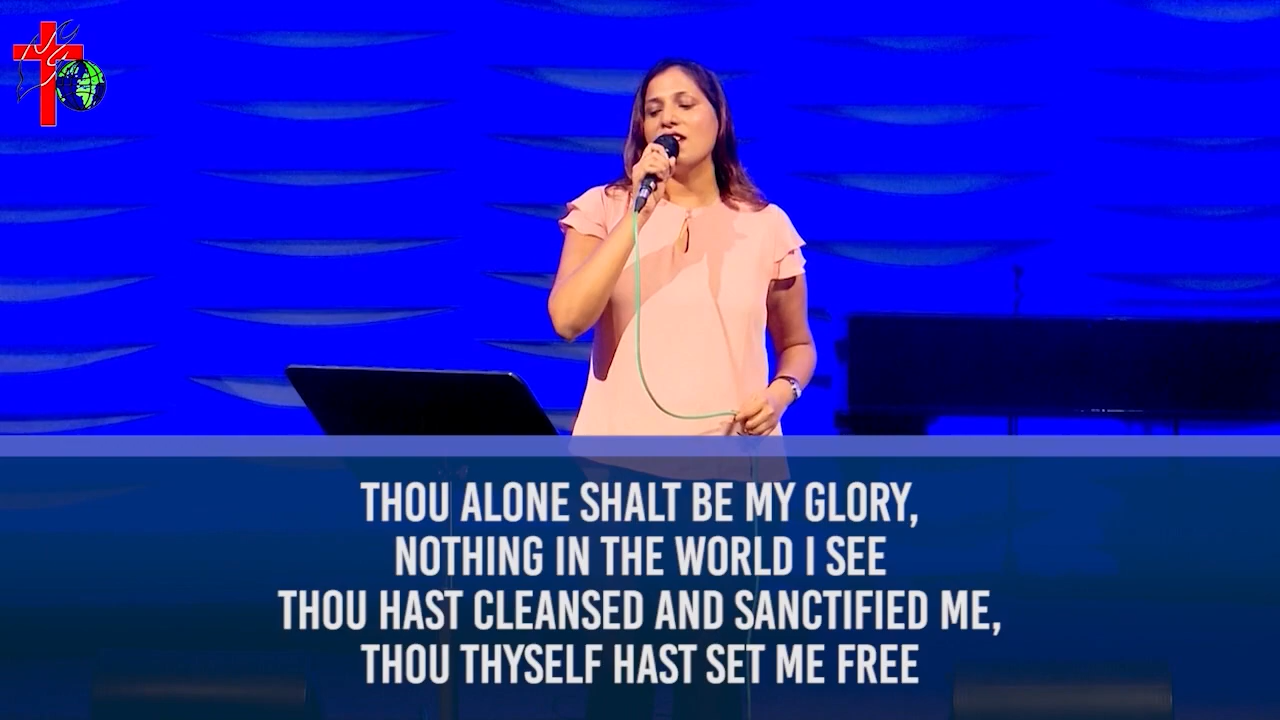 THOU ALONE SHALT BE MY GLORY,
NOTHING IN THE WORLD I SEE
THOU HAST CLEANSED AND SANCTIFIED ME,
THOU THYSELF HAST SET ME FREE